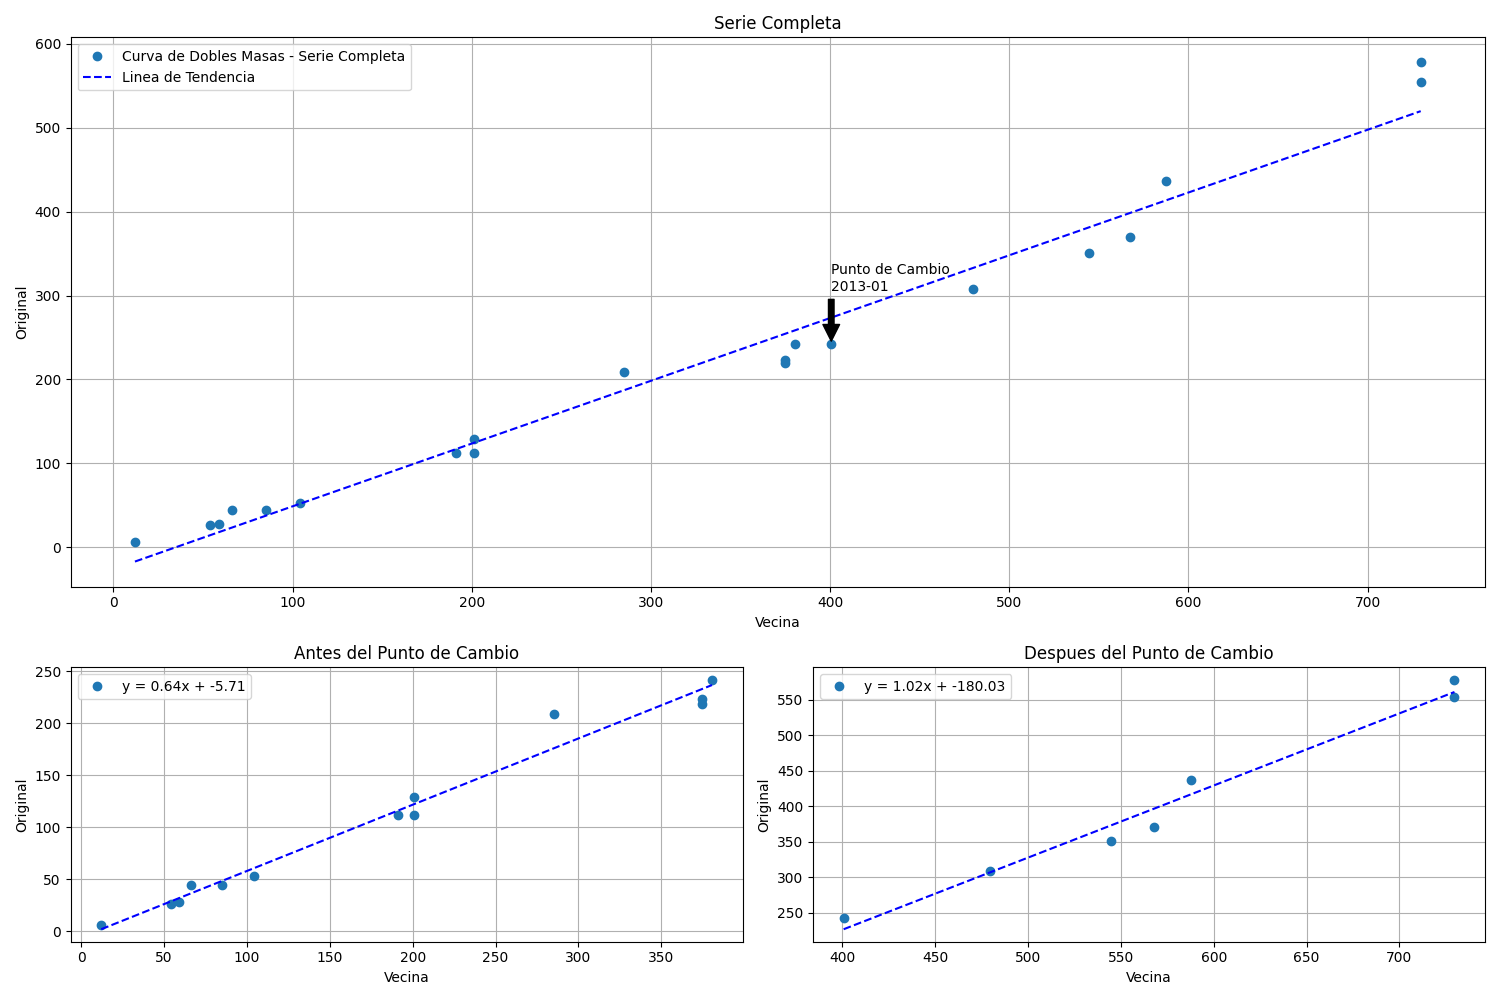 Serie Completa
Curva de Dobles Masas - Serie Completa
Linea de Tendencia
600
500
400
300
200
100
0
Original
Punto de Cambio
2013-01
0 100 200 300 400 500 600 700
Vecina
Antes del Punto de Cambio
y = 0.64x + -5.71
250
200
150
100
50
0
Original
0 50 100 150 200 250 300 350
Vecina
Despues del Punto de Cambio
y = 1.02x + -180.03
550
500
450
400
350
300
250
Original
400 450 500 550 600 650 700
Vecina